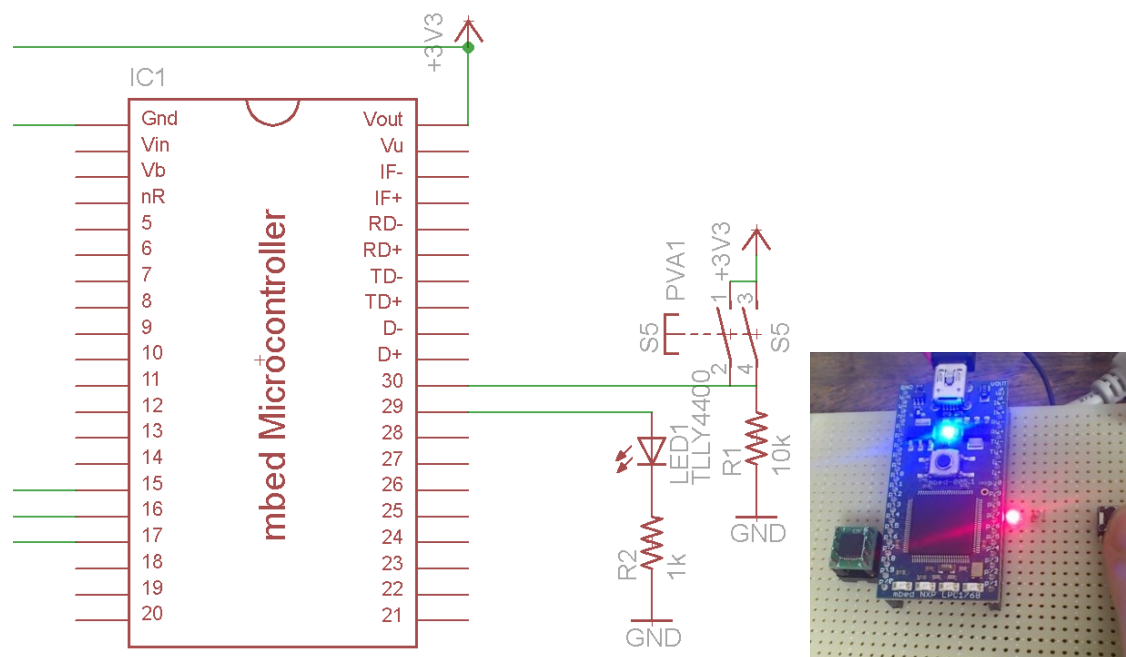 +3V3
IC1
Gnd Vout
Vin Vu
Vb IF-
nR IF+
5 RD-
6 RD+
7 TD-
8 TD+
9 D-
10 D+
11 30
12 29
13 28
14 27
15 26
16 25
17 24
18 23
19 22
20 21
mbed Microcontroller
+3V3
PVA1
1 3
S5 S5
2 4
LED1
TLLY4400
R1
10k
GND
R2
1k
GND
mbed NXP LPC1768